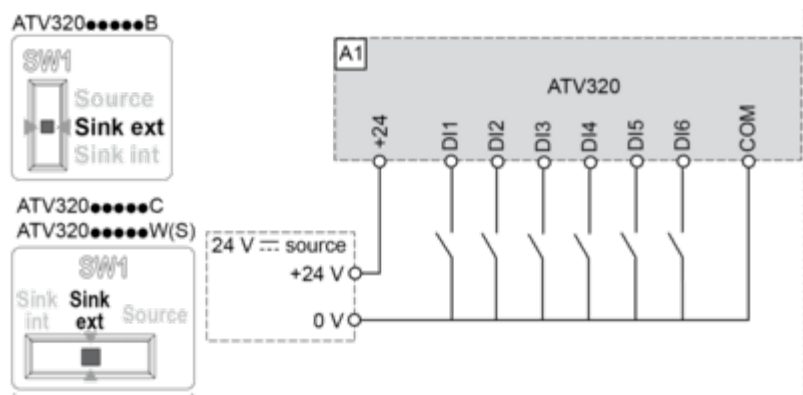 ATV320●●●●●B
SW1
Source
Sink ext
Sink int
ATV320●●●●●C
ATV320●●●●●W(S)
SW1
Sink int
Sink ext
Source
A1
ATV320
+24
DI1
DI2
DI3
DI4
DI5
DI6
COM
24 V ⎓ source
+24 V
0 V